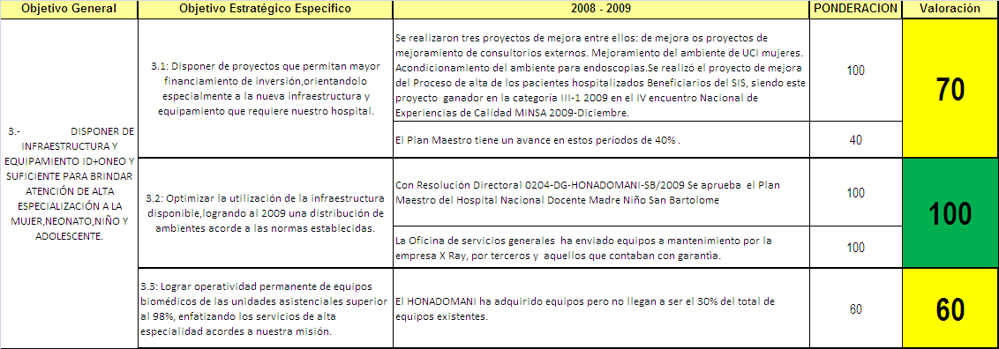 Objetivo General
Objetivo Estratégico Especifico
2008 - 2009
PONDERACION
Valoración
3.- DISPONER DE
INFRAESTRUCTURA Y
EQUIPAMIENTO ID+ONEO Y
SUFICIENTE PARA BRINDAR
ATENCIÓN DE ALTA
ESPECIALIZACIÓN A LA
MUJER,NEONATO,NIÑO Y
ADOLESCENTE.
3.1: Disponer de proyectos que permitan mayor
financiamiento de inversión,orientandolo
especialmente a la nueva infraestructura y
equipamiento que requiere nuestro hospital.
Se realizaron tres proyectos de mejora entre ellos: de mejora os proyectos de
mejoramiento de consultorios externos. Mejoramiento del ambiente de UCI mujeres.
Acondicionamiento del ambiente para endoscopias.Se realizó el proyecto de mejora
del Proceso de alta de los pacientes hospitalizados Beneficiarios del SIS, siendo este
proyecto ganador en la categoría III-1 2009 en el IV encuentro Nacional de
Experiencias de Calidad MINSA 2009-Diciembre.
100
70
El Plan Maestro tiene un avance en estos períodos de 40% .
40
3.2: Optimizar la utilización de la infraestructura
disponible,logrando al 2009 una distribución de
ambientes acorde a las normas establecidas.
Con Resolución Directoral 0204-DG-HONADOMANI-SB/2009 Se aprueba el Plan
Maestro del Hospital Nacional Docente Madre Niño San Bartolome
100
100
La Oficina de servicios generales ha enviado equipos a mantenimiento por la
empresa X Ray, por terceros y aquellos que contaban con garantìa.
100
3.3: Lograr operatividad permanente de equipos
biomédicos de las unidades asistenciales superior
al 98%, enfatizando los servicios de alta
especialidad acordes a nuestra misión.
El HONADOMANI ha adquirido equipos pero no llegan a ser el 30% del total de
equipos existentes.
60
60